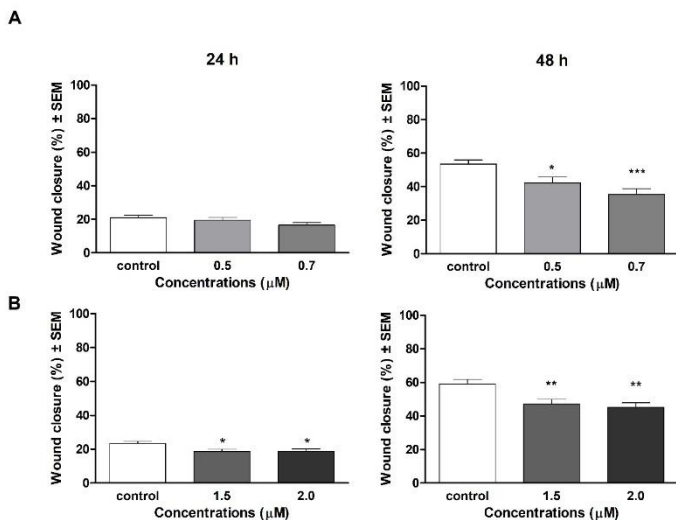 A
24 h
48 h
Wound closure (%) ± SEM
100
80
60
40
20
0
control
0.5
0.7
Concentrations (μM)
Wound closure (%) ± SEM
100
80
60
40
20
0
*
***
control
0.5
0.7
Concentrations (μM)
B
Wound closure (%) ± SEM
100
80
60
40
20
0
*
*
control
1.5
2.0
Concentrations (μM)
Wound closure (%) ± SEM
100
80
60
40
20
0
**
**
control
1.5
2.0
Concentrations (μM)